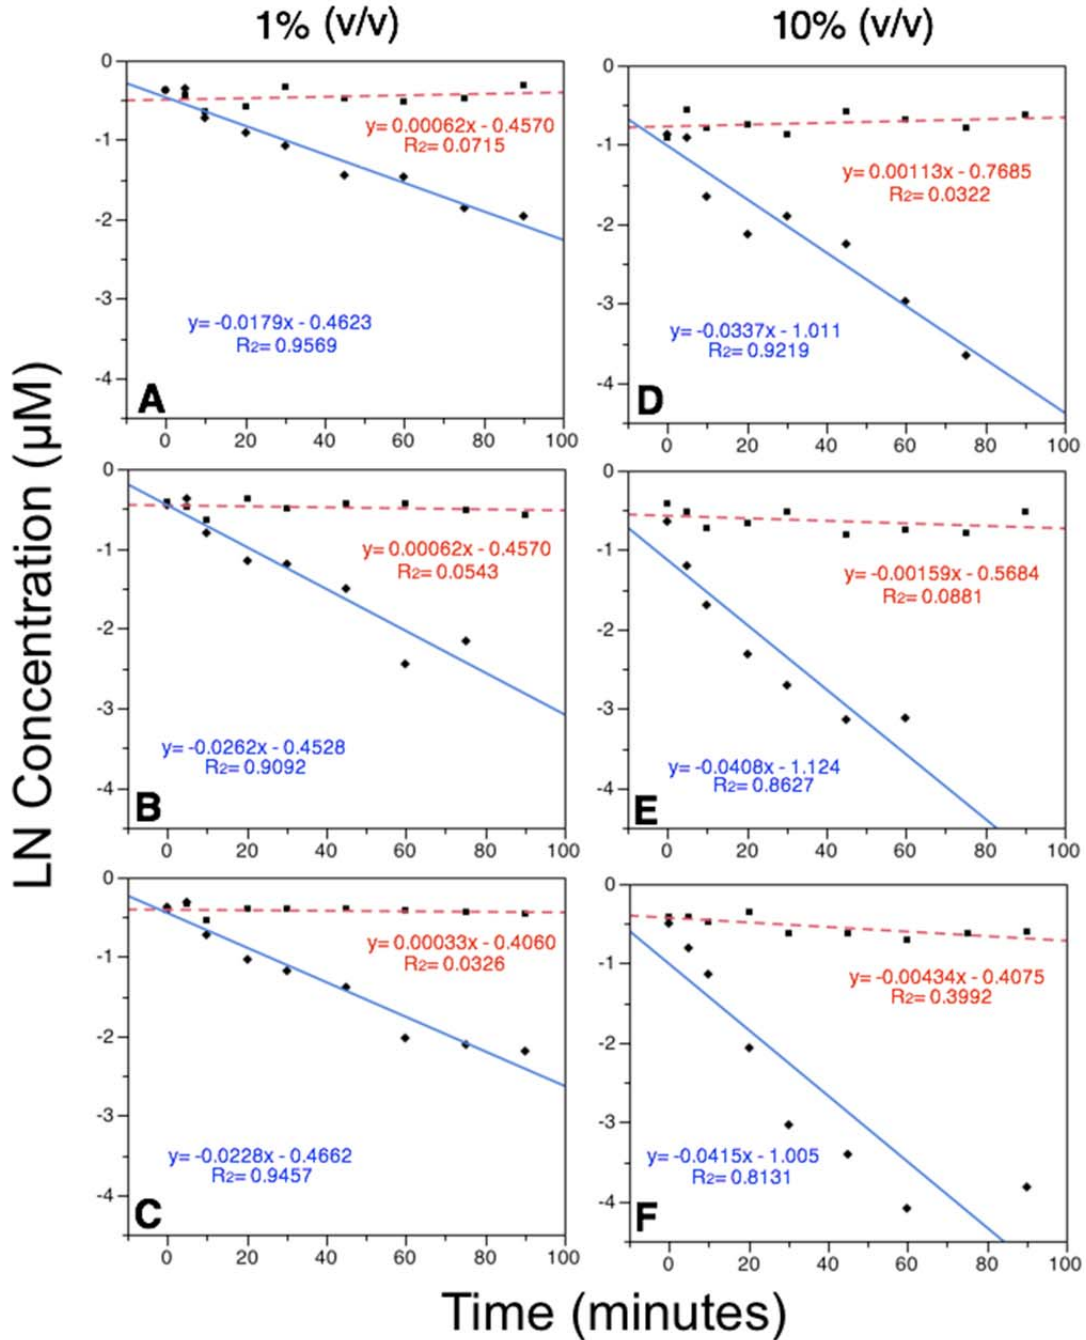 1% (v/v)
10% (v/v)
LN Concentration (µM)
0
-1
-2
-3
-4
y= 0.00062x - 0.4570
R2= 0.0715
y= -0.0179x - 0.4623
R2= 0.9569
A
0 20 40 60 80 100
0
-1
-2
-3
-4
y= 0.00113x - 0.7685
R2= 0.0322
y= -0.0337x - 1.011
R2= 0.9219
D
0 20 40 60 80 100
0
-1
-2
-3
-4
y= 0.00062x - 0.4570
R2= 0.0543
y= -0.0262x - 0.4528
R2= 0.9092
B
0 20 40 60 80 100
0
-1
-2
-3
-4
y= -0.00159x - 0.5684
R2= 0.0881
y= -0.0408x - 1.124
R2= 0.8627
E
0 20 40 60 80 100
0
-1
-2
-3
-4
y= 0.00033x - 0.4060
R2= 0.0326
y= -0.0228x - 0.4662
R2= 0.9457
C
0 20 40 60 80 100
0
-1
-2
-3
-4
y= -0.00434x - 0.4075
R2= 0.3992
y= -0.0415x - 1.005
R2= 0.8131
F
0 20 40 60 80 100
Time (minutes)